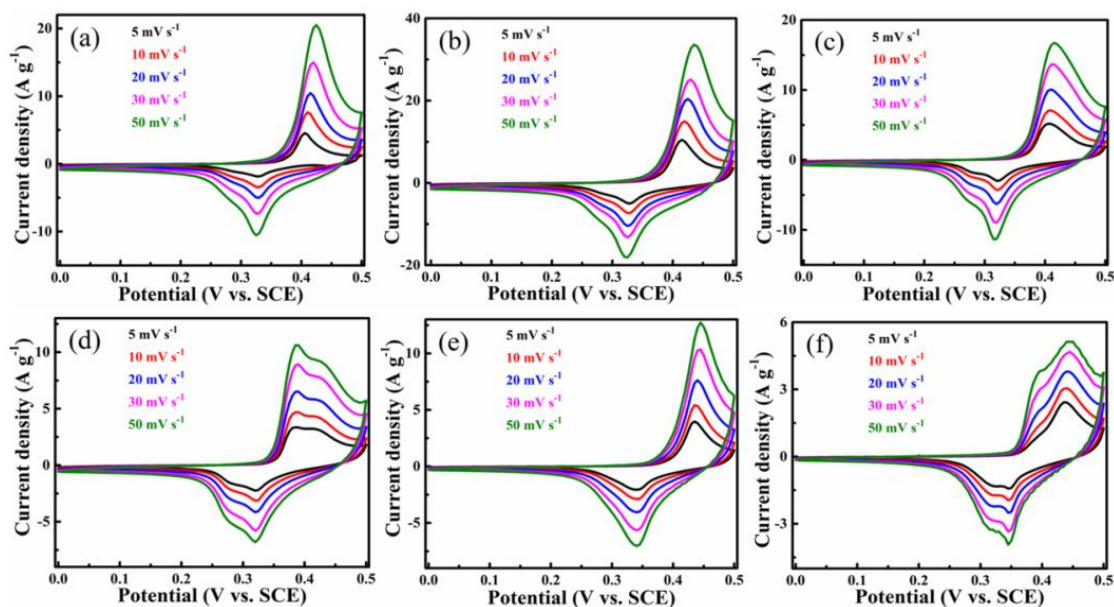 (a)
5 mV s⁻¹
10 mV s⁻¹
20 mV s⁻¹
30 mV s⁻¹
50 mV s⁻¹
20
10
0
-10
Current density (A g⁻¹)
0.0 0.1 0.2 0.3 0.4 0.5
Potential (V vs. SCE)
(b)
5 mV s⁻¹
10 mV s⁻¹
20 mV s⁻¹
30 mV s⁻¹
50 mV s⁻¹
40
20
0
-20
Current density (A g⁻¹)
0.0 0.1 0.2 0.3 0.4 0.5
Potential (V vs. SCE)
(c)
5 mV s⁻¹
10 mV s⁻¹
20 mV s⁻¹
30 mV s⁻¹
50 mV s⁻¹
20
10
0
-10
Current density (A g⁻¹)
0.0 0.1 0.2 0.3 0.4 0.5
Potential (V vs. SCE)
(d)
5 mV s⁻¹
10 mV s⁻¹
20 mV s⁻¹
30 mV s⁻¹
50 mV s⁻¹
10
5
0
-5
Current density (A g⁻¹)
0.0 0.1 0.2 0.3 0.4 0.5
Potential (V vs. SCE)
(e)
5 mV s⁻¹
10 mV s⁻¹
20 mV s⁻¹
30 mV s⁻¹
50 mV s⁻¹
10
5
0
-5
Current density (A g⁻¹)
0.0 0.1 0.2 0.3 0.4 0.5
Potential (V vs. SCE)
(f)
5 mV s⁻¹
10 mV s⁻¹
20 mV s⁻¹
30 mV s⁻¹
50 mV s⁻¹
6
3
0
-3
Current density (A g⁻¹)
0.0 0.1 0.2 0.3 0.4 0.5
Potential (V vs. SCE)